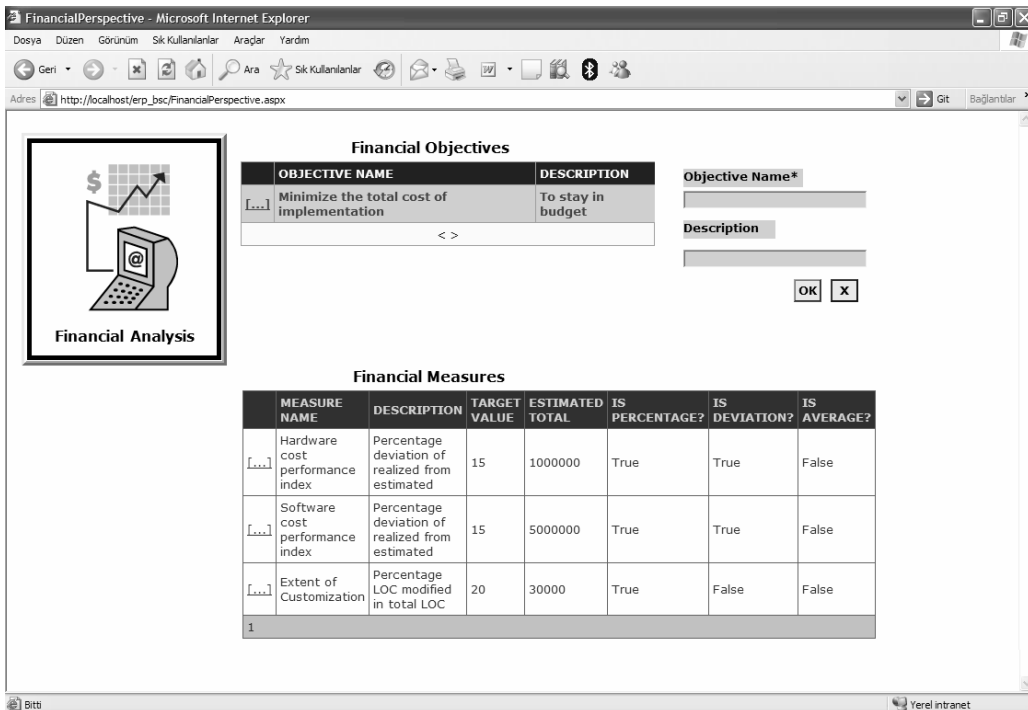 FinancialPerspective - Microsoft Internet Explorer
Dosya Düzen Görünüm Sık Kullanılanlar Araçlar Yardım
Geri Ara Sık Kullanılanlar
Adres http://localhost/erp_bsc/FinancialPerspective.aspx Git Bağlantılar
$
@
Financial Analysis
Financial Objectives
OBJECTIVE NAME DESCRIPTION
[...] Minimize the total cost of To stay in
implementation budget
< >
Objective Name*
Description
OK X
Financial Measures
MEASURE TARGET ESTIMATED IS IS IS
NAME DESCRIPTION VALUE TOTAL PERCENTAGE? DEVIATION? AVERAGE?
Hardware Percentage
cost deviation of
[...] performance realized from 15 1000000 True True False
index estimated
Software Percentage
cost deviation of
[...] performance realized from 15 5000000 True True False
index estimated
Percentage
[...] Extent of LOC modified 20 30000 True False False
Customization in total LOC
1
Bitti Yerel intranet